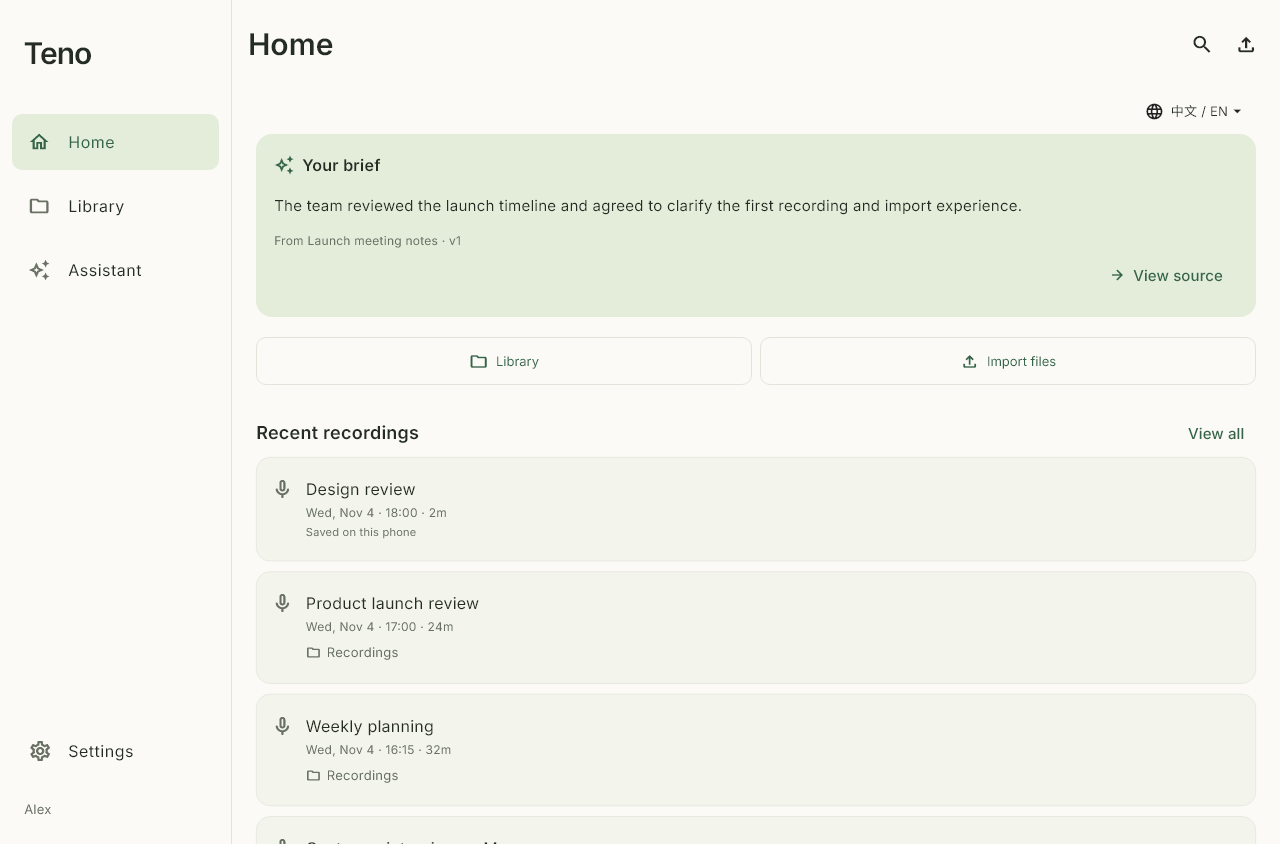 Teno
Home
Library
Assistant
Settings
Alex
Home
中文 / EN
Your brief
The team reviewed the launch timeline and agreed to clarify the first recording and import experience.
From Launch meeting notes · v1
View source
Library
Import files
Recent recordings
View all
Design review
Wed, Nov 4 · 18:00 · 2m
Saved on this phone
Product launch review
Wed, Nov 4 · 17:00 · 24m
Recordings
Weekly planning
Wed, Nov 4 · 16:15 · 32m
Recordings